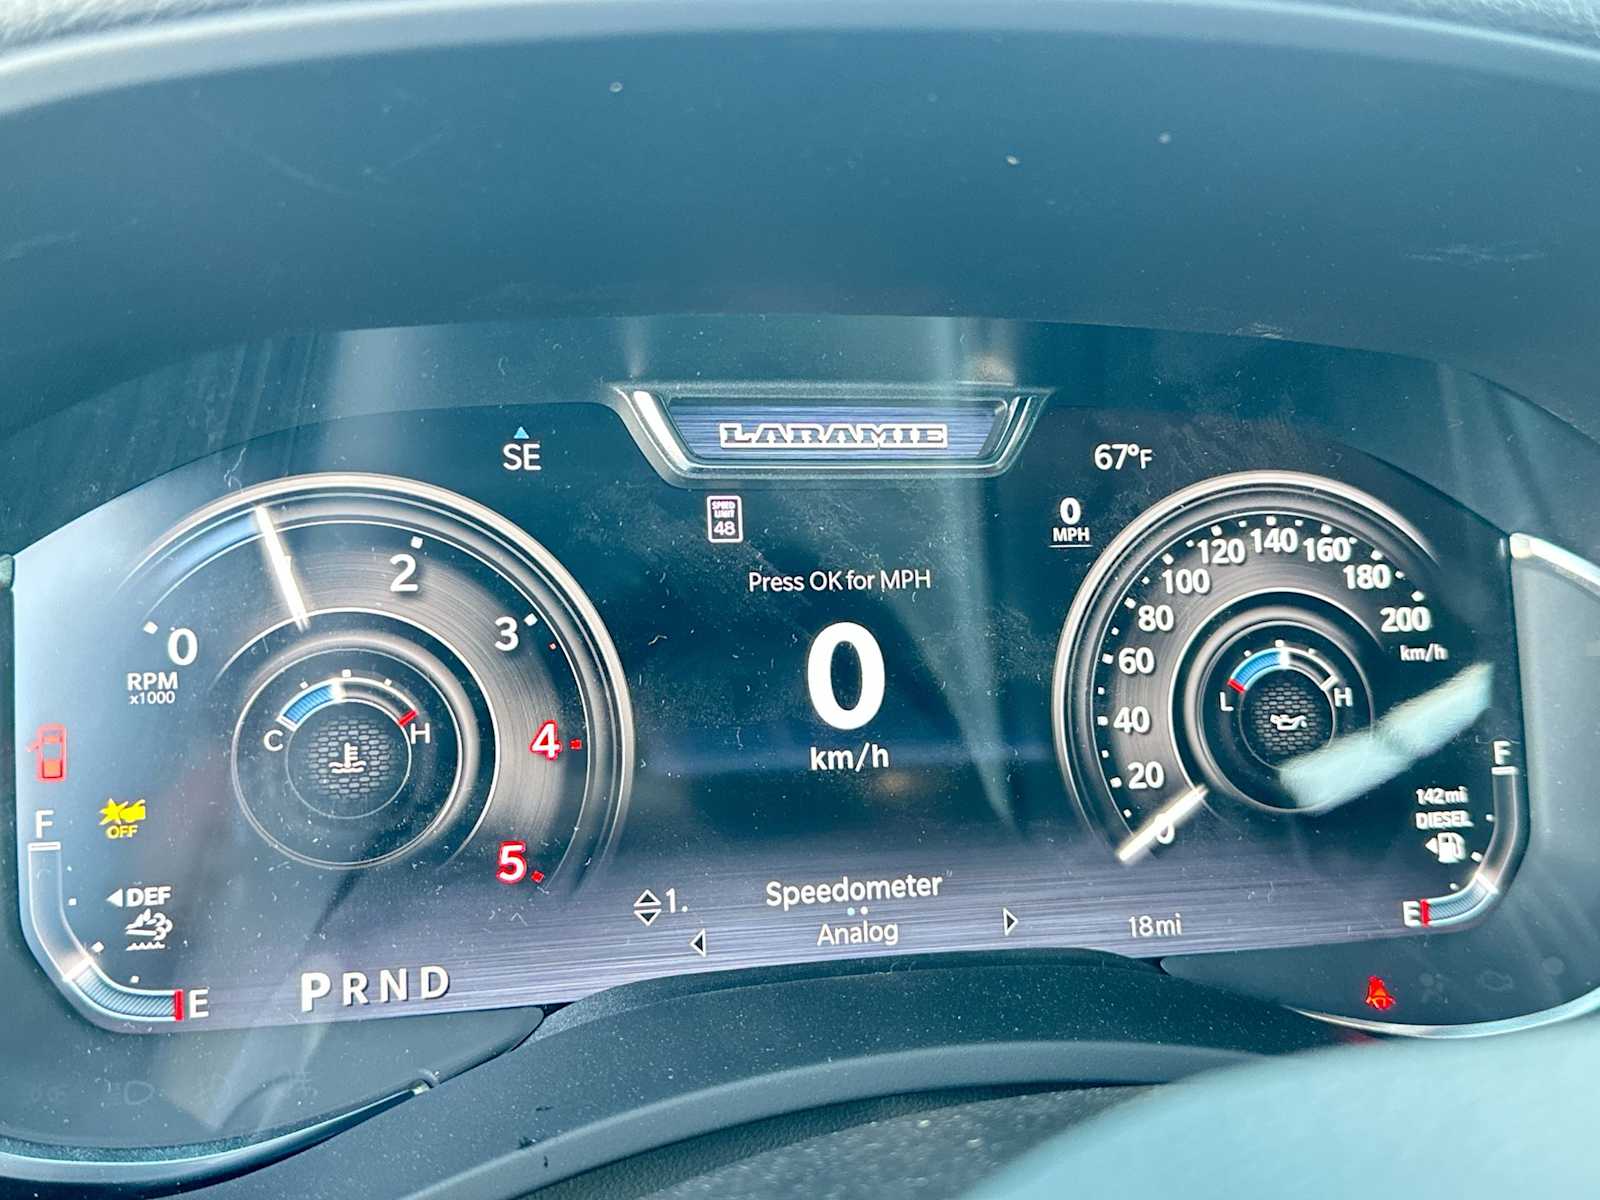 LARAMIE
SE
67°F
SPEED
LIMIT
48
0
MPH
Press OK for MPH
0
km/h
0
2
3
4
5
RPM
x1000
C
H
0
20
40
60
80
100
120
140
160
180
200
km/h
L
H
OFF
F
DEF
E
F
142mi
DIESEL
E
1.
Speedometer
Analog
18mi
PRND